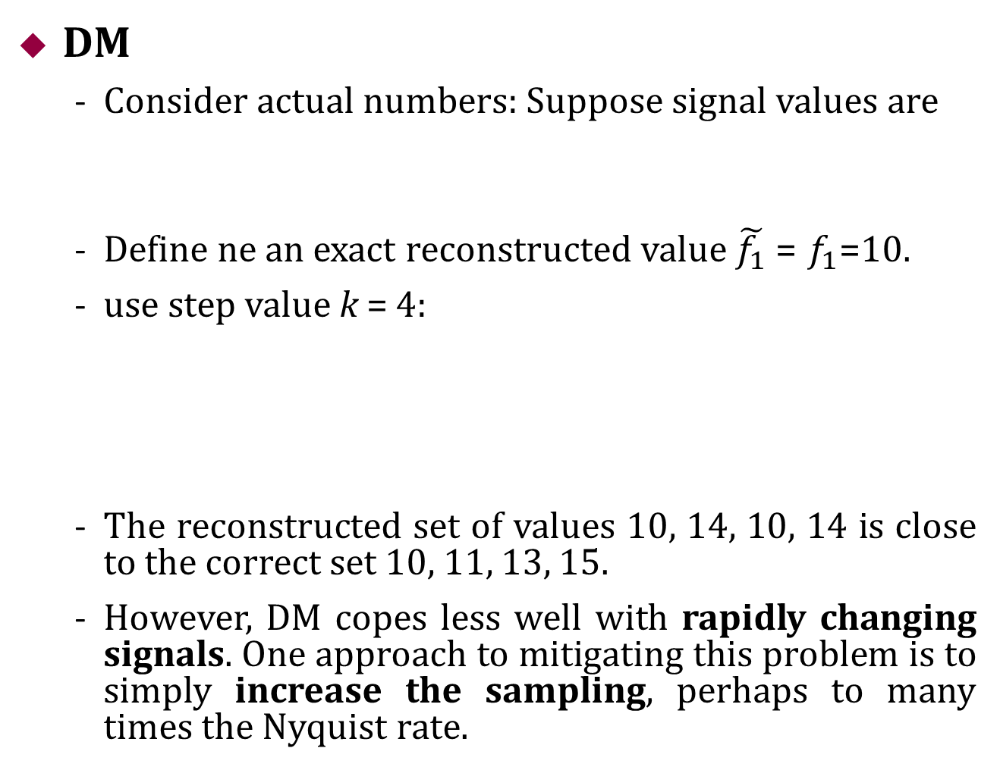 ◆ DM
- Consider actual numbers: Suppose signal values are
- Define ne an exact reconstructed value f̃₁ = f₁=10.
- use step value k = 4:
- The reconstructed set of values 10, 14, 10, 14 is close
to the correct set 10, 11, 13, 15.
- However, DM copes less well with rapidly changing
signals. One approach to mitigating this problem is to
simply increase the sampling, perhaps to many
times the Nyquist rate.